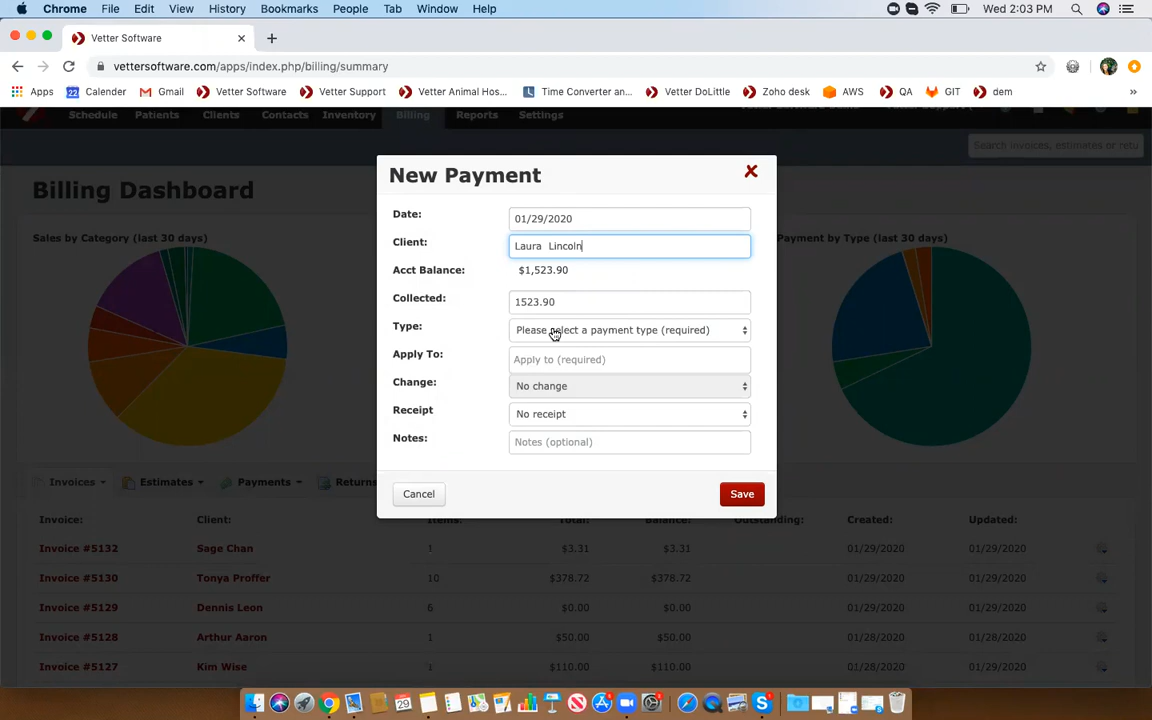 Chrome File Edit View History Bookmarks People Tab Window Help Wed 2:03 PM
Vetter Software
vettersoftware.com/apps/index.php/billing/summary
Apps Calender Gmail Vetter Software Vetter Support Vetter Animal Hos... Time Converter an... Vetter DoLittle Zoho desk AWS QA GIT dem
Schedule Patients Clients Contacts Inventory Billing Reports Settings
Search invoices, estimates or retu
Billing Dashboard
Sales by Category (last 30 days)
Payment by Type (last 30 days)
New Payment
Date: 01/29/2020
Client: Laura Lincoln
Acct Balance: $1,523.90
Collected: 1523.90
Type: Please select a payment type (required)
Apply To: Apply to (required)
Change: No change
Receipt No receipt
Notes: Notes (optional)
Cancel Save
Invoices Estimates Payments Returns
Invoice: Client: Items: Total: Balance: Outstanding: Created: Updated:
Invoice #5132 Sage Chan 1 $3.31 $3.31 01/29/2020 01/29/2020
Invoice #5130 Tonya Proffer 10 $378.72 $378.72 01/29/2020 01/29/2020
Invoice #5129 Dennis Leon 6 $0.00 $0.00 01/29/2020 01/29/2020
Invoice #5128 Arthur Aaron 1 $50.00 $50.00 01/28/2020 01/28/2020
Invoice #5127 Kim Wise 1 $110.00 $110.00 01/28/2020 01/29/2020